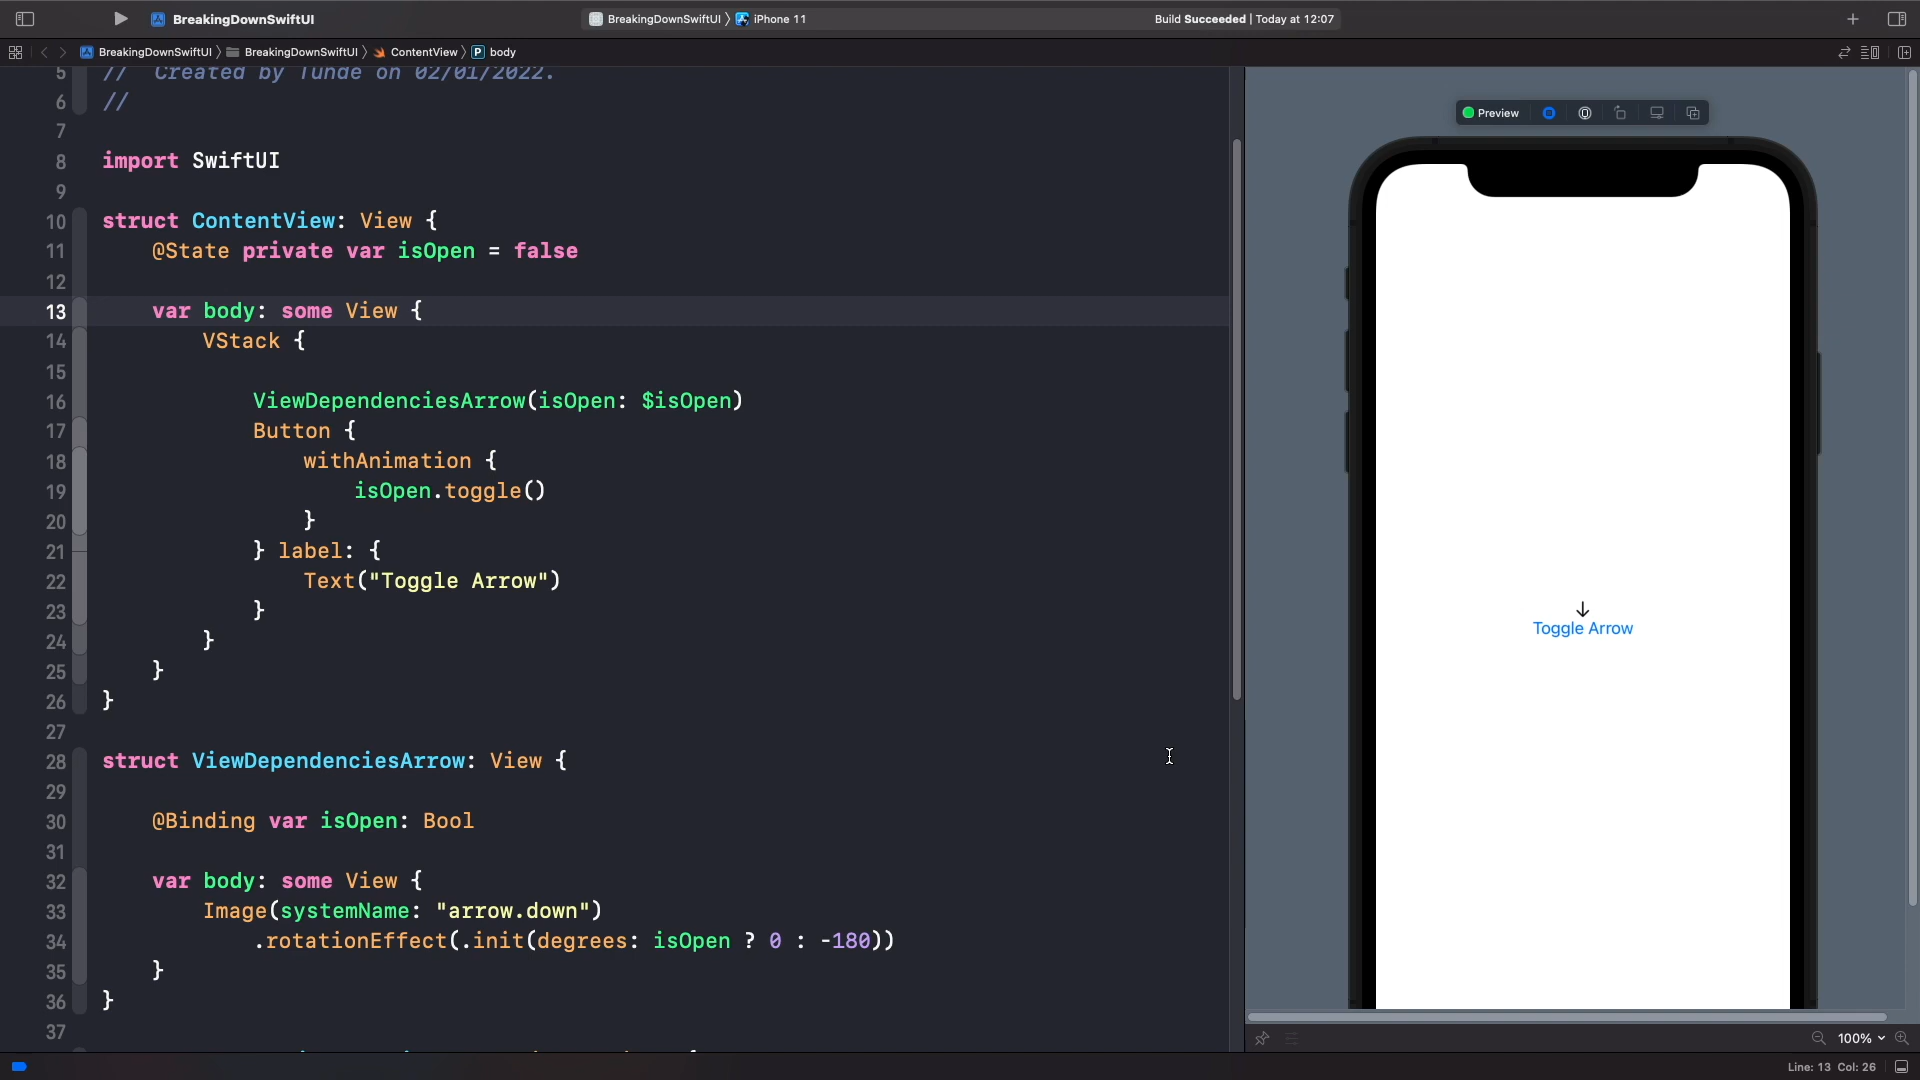 BreakingDownSwiftUI
BreakingDownSwiftUI 〉 iPhone 11
Build Succeeded | Today at 12:07
BreakingDownSwiftUI 〉 BreakingDownSwiftUI 〉 ContentView 〉 P body
5 // Created by Tunde on 02/01/2022.
6 //
7
8 import SwiftUI
9
10 struct ContentView: View {
11 @State private var isOpen = false
12
13 var body: some View {
14 VStack {
15
16 ViewDependenciesArrow(isOpen: $isOpen)
17 Button {
18 withAnimation {
19 isOpen.toggle()
20 }
21 } label: {
22 Text("Toggle Arrow")
23 }
24 }
25 }
26 }
27
28 struct ViewDependenciesArrow: View {
29
30 @Binding var isOpen: Bool
31
32 var body: some View {
33 Image(systemName: "arrow.down")
34 .rotationEffect(.init(degrees: isOpen ? 0 : -180))
35 }
36 }
37
Preview
Toggle Arrow
100%
Line: 13 Col: 26